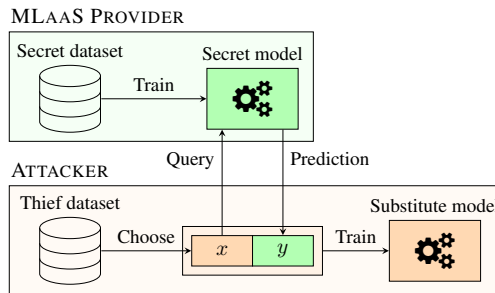 MLAAS PROVIDER
Secret dataset
Secret model
Train
Query
Prediction
ATTACKER
Thief dataset
Substitute mode
Choose
x
y
Train